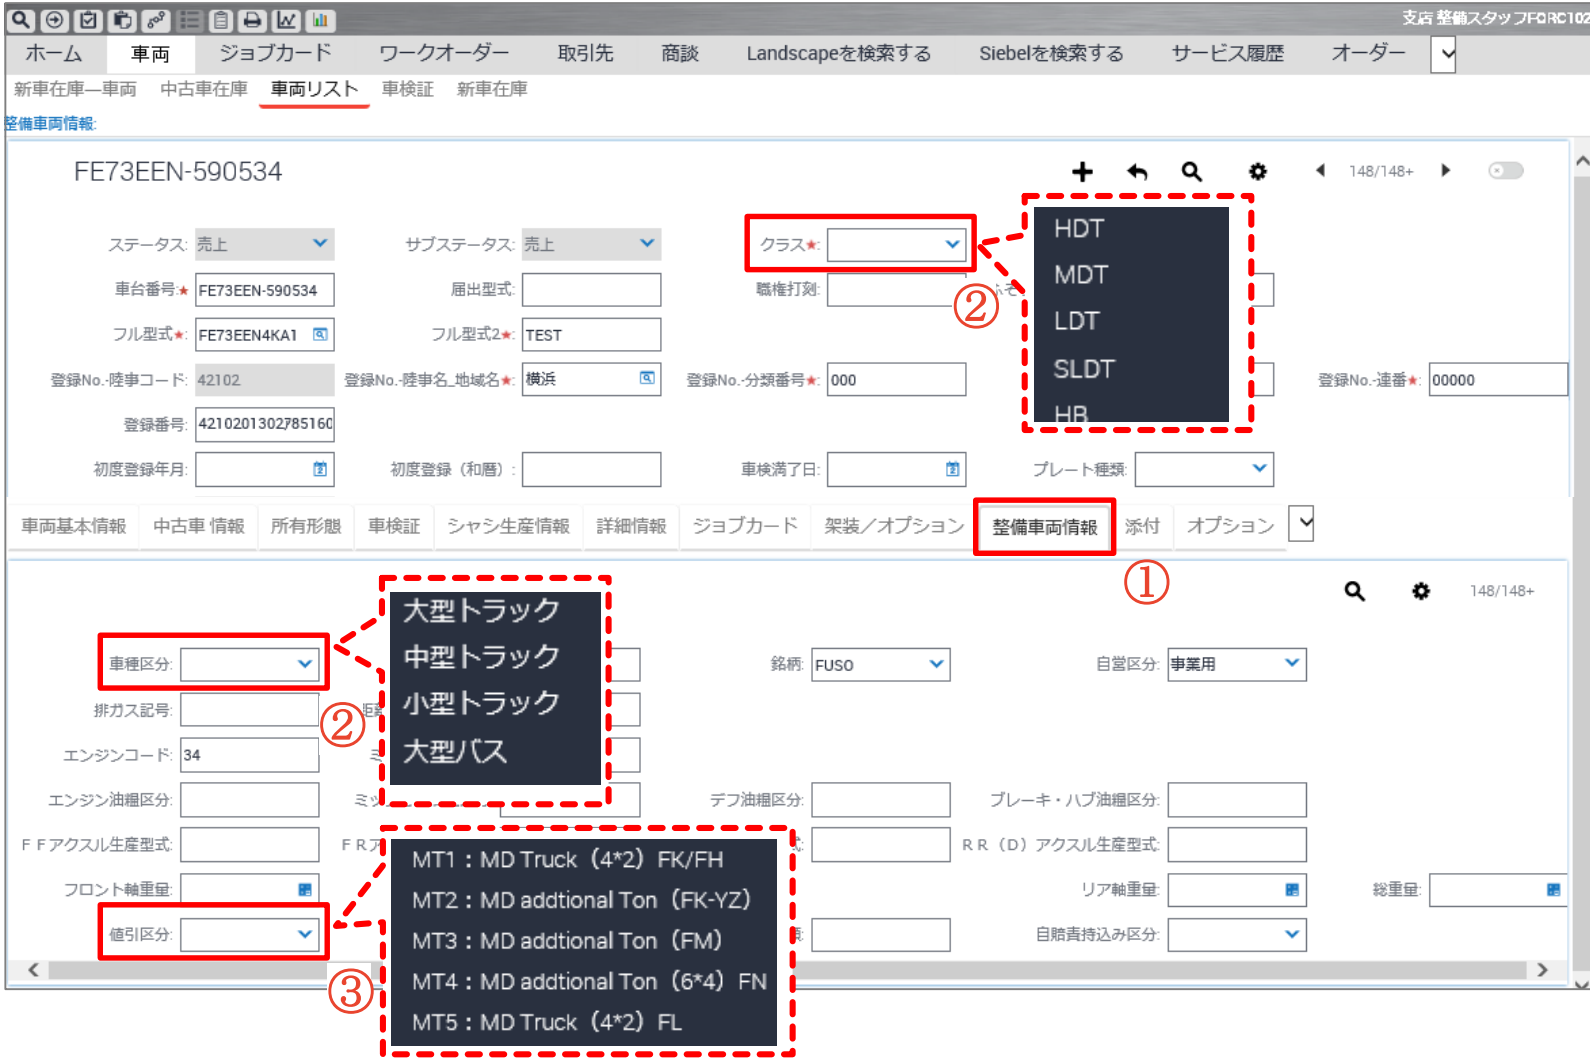 支店 整備スタッフFORC102
ホーム 車両 ジョブカード ワークオーダー 取引先 商談 Landscapeを検索する Siebelを検索する サービス履歴 オーダー
新車在庫―車両 中古車在庫 車両リスト 車検証 新車在庫
整備車両情報:
FE73EEN-590534 148/148+
ステータス: 売上 サブステータス: 売上 クラス★:
HDT
MDT
LDT
SLDT
HB
②
車台番号:★ FE73EEN-590534 届出型式: 職権打刻:
フル型式★: FE73EEN4KA1 フル型式2★: TEST
登録No.-陸事コード: 42102 登録No.-陸事名_地域名★: 横浜 登録No.-分類番号★: 000 登録No.-連番★: 00000
登録番号: 4210201302785160
初度登録年月: 初度登録（和暦）: 車検満了日: プレート種類:
車両基本情報 中古車 情報 所有形態 車検証 シャシ生産情報 詳細情報 ジョブカード 架装／オプション 整備車両情報 添付 オプション
①
148/148+
車種区分: 銘柄: FUSO 自営区分: 事業用
大型トラック
中型トラック
小型トラック
大型バス
②
排ガス記号:
エンジンコード: 34
エンジン油種区分: デフ油種区分: ブレーキ・ハブ油種区分:
ＦＦアクスル生産型式: ＲＲ（D）アクスル生産型式:
フロント軸重量: リア軸重量: 総重量:
値引区分: 自賠責持込み区分:
③
MT1：MD Truck（4*2）FK/FH
MT2：MD addtional Ton（FK-YZ）
MT3：MD addtional Ton（FM）
MT4：MD addtional Ton（6*4）FN
MT5：MD Truck（4*2）FL